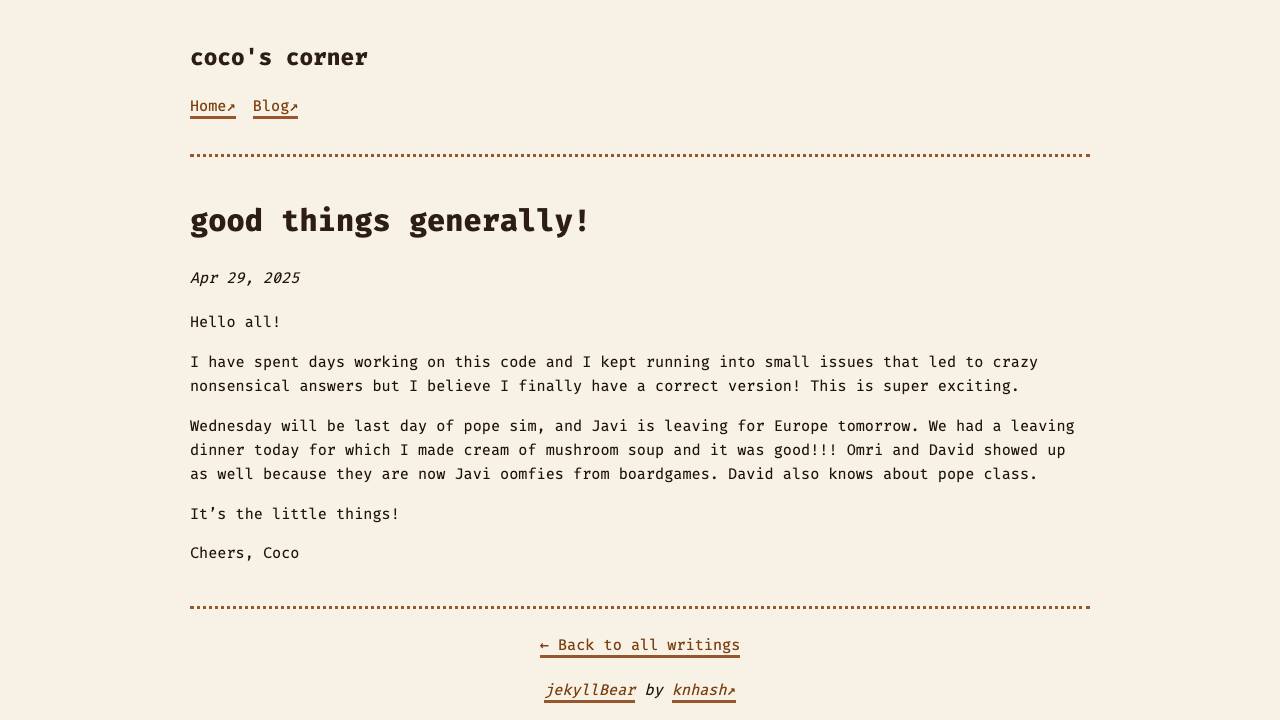 coco's corner
Home↗ Blog↗
good things generally!
Apr 29, 2025
Hello all!
I have spent days working on this code and I kept running into small issues that led to crazy
nonsensical answers but I believe I finally have a correct version! This is super exciting.
Wednesday will be last day of pope sim, and Javi is leaving for Europe tomorrow. We had a leaving
dinner today for which I made cream of mushroom soup and it was good!!! Omri and David showed up
as well because they are now Javi oomfies from boardgames. David also knows about pope class.
It’s the little things!
Cheers, Coco
← Back to all writings
jekyllBear by knhash↗